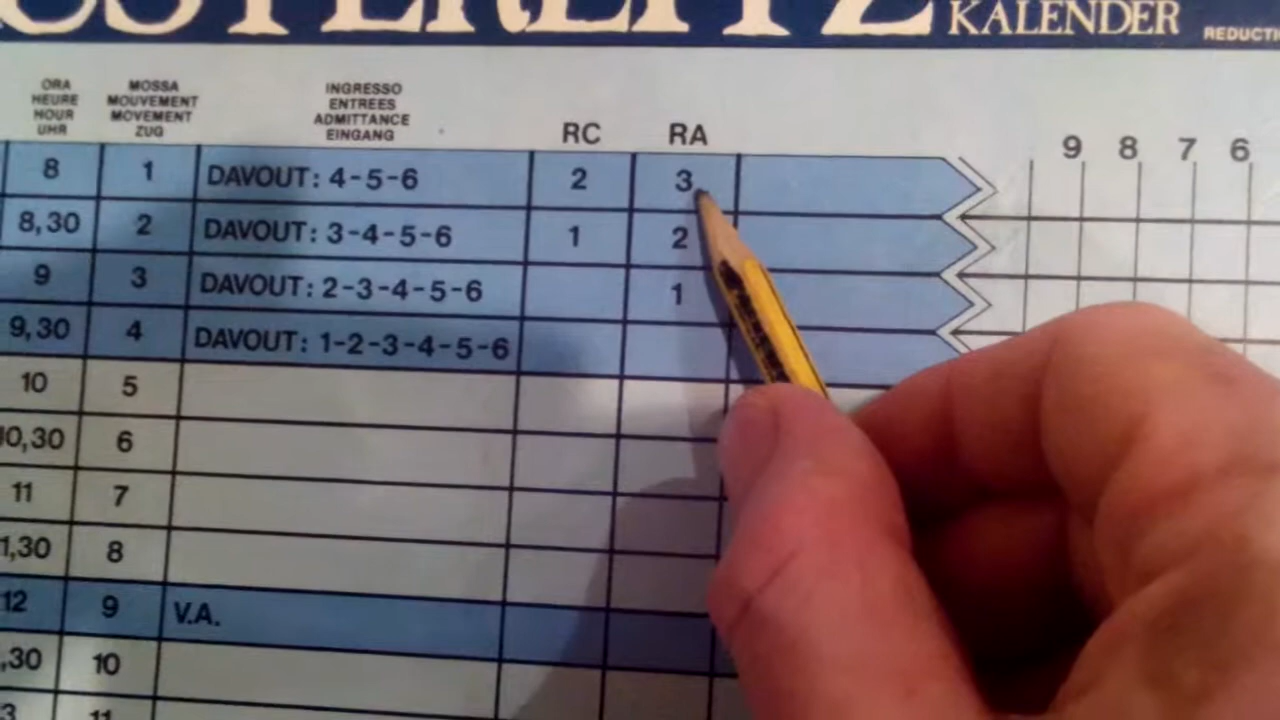 KALENDER
ORA
HEURE
HOUR
UHR
MOSSA
MOUVEMENT
MOVEMENT
ZUG
INGRESSO
ENTREES
ADMITTANCE
EINGANG
RC
RA
9 8 7 6
8 1 DAVOUT: 4-5-6 2 3
8,30 2 DAVOUT: 3-4-5-6 1 2
9 3 DAVOUT: 2-3-4-5-6 1
9,30 4 DAVOUT: 1-2-3-4-5-6
10 5
10,30 6
11 7
1,30 8
12 9 V.A.
,30 10
3 11